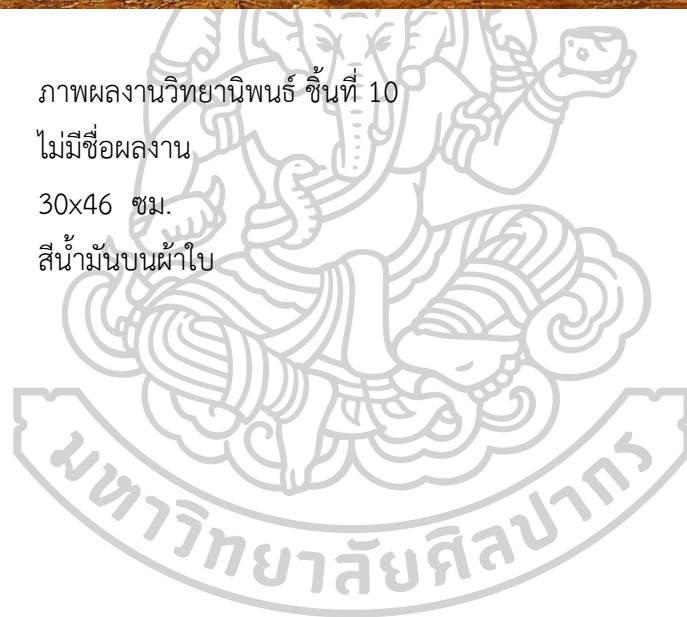 ภาพผลงานวิทยานิพนธ์ ชิ้นที่ 10
ไม่มีชื่อผลงาน
30x46 ซม.
สีน้ำมันบนผ้าใบ
มหาวิทยาลัยศิลปากร